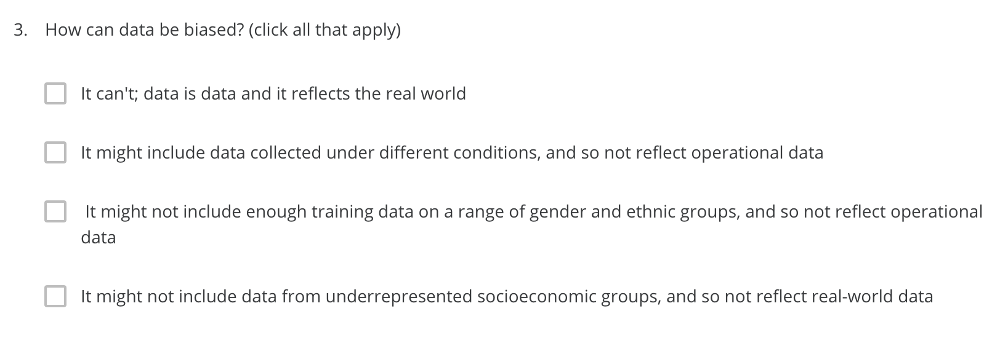 3. How can data be biased? (click all that apply)
It can't; data is data and it reflects the real world
It might include data collected under different conditions, and so not reflect operational data
It might not include enough training data on a range of gender and ethnic groups, and so not reflect operational
data
It might not include data from underrepresented socioeconomic groups, and so not reflect real-world data